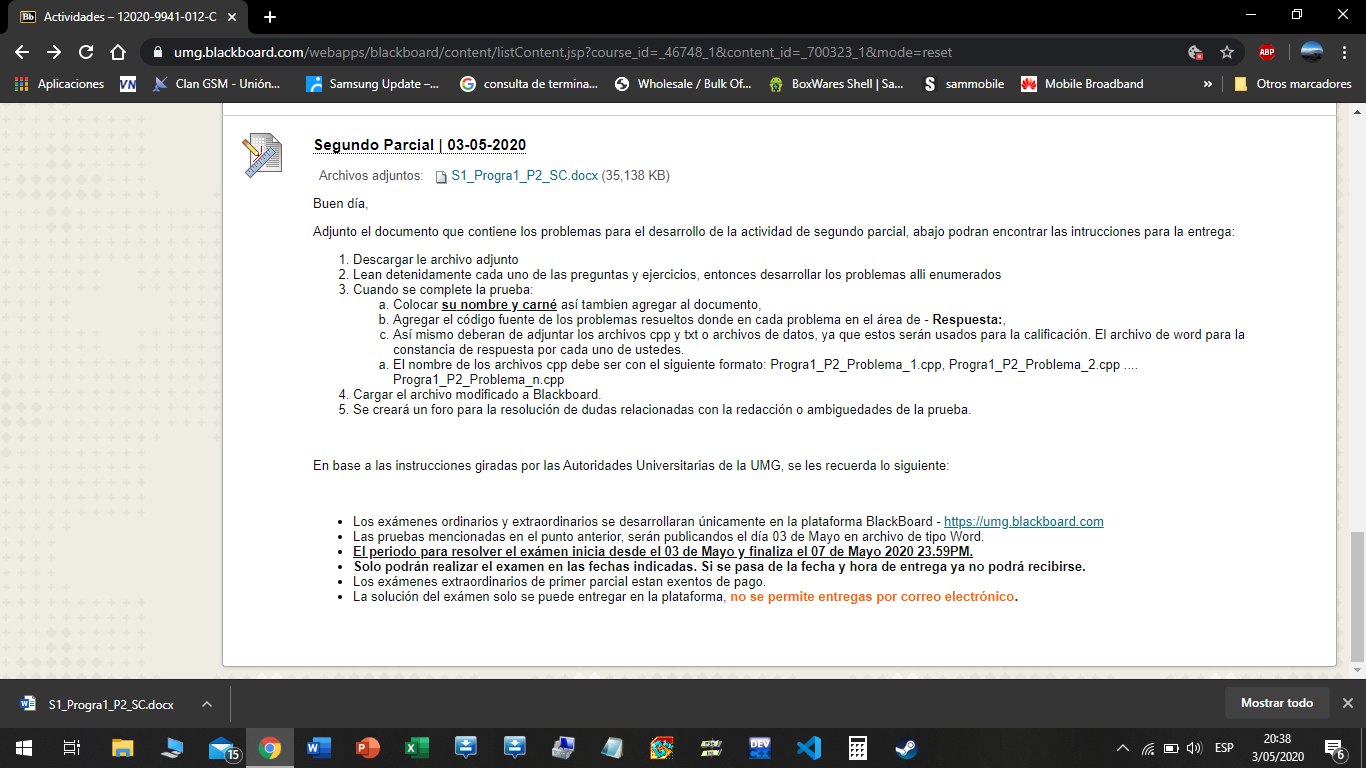 Actividades – 12020-9941-012-C
umg.blackboard.com/webapps/blackboard/content/listContent.jsp?course_id=_46748_1&content_id=_700323_1&mode=reset
ABP
Aplicaciones
VN
Clan GSM - Unión...
Samsung Update –...
consulta de termina...
Wholesale / Bulk Of...
BoxWares Shell | Sa...
sammobile
Mobile Broadband
»
Otros marcadores
Segundo Parcial | 03-05-2020
Archivos adjuntos: S1_Progra1_P2_SC.docx (35,138 KB)
Buen día,
Adjunto el documento que contiene los problemas para el desarrollo de la actividad de segundo parcial, abajo podran encontrar las intrucciones para la entrega:
1. Descargar le archivo adjunto
2. Lean detenidamente cada uno de las preguntas y ejercicios, entonces desarrollar los problemas alli enumerados
3. Cuando se complete la prueba:
a. Colocar su nombre y carné así tambien agregar al documento,
b. Agregar el código fuente de los problemas resueltos donde en cada problema en el área de - Respuesta:,
c. Así mismo deberan de adjuntar los archivos cpp y txt o archivos de datos, ya que estos serán usados para la calificación. El archivo de word para la
constancia de respuesta por cada uno de ustedes.
a. El nombre de los archivos cpp debe ser con el siguiente formato: Progra1_P2_Problema_1.cpp, Progra1_P2_Problema_2.cpp ....
Progra1_P2_Problema_n.cpp
4. Cargar el archivo modificado a Blackboard.
5. Se creará un foro para la resolución de dudas relacionadas con la redacción o ambiguedades de la prueba.
En base a las instrucciones giradas por las Autoridades Universitarias de la UMG, se les recuerda lo siguiente:
• Los exámenes ordinarios y extraordinarios se desarrollaran únicamente en la plataforma BlackBoard - https://umg.blackboard.com
• Las pruebas mencionadas en el punto anterior, serán publicandos el día 03 de Mayo en archivo de tipo Word.
• El periodo para resolver el exámen inicia desde el 03 de Mayo y finaliza el 07 de Mayo 2020 23.59PM.
• Solo podrán realizar el examen en las fechas indicadas. Si se pasa de la fecha y hora de entrega ya no podrá recibirse.
• Los exámenes extraordinarios de primer parcial estan exentos de pago.
• La solución del exámen solo se puede entregar en la plataforma, no se permite entregas por correo electrónico.
S1_Progra1_P2_SC.docx
Mostrar todo
15
DEV
ESP
20:38
3/05/2020
6